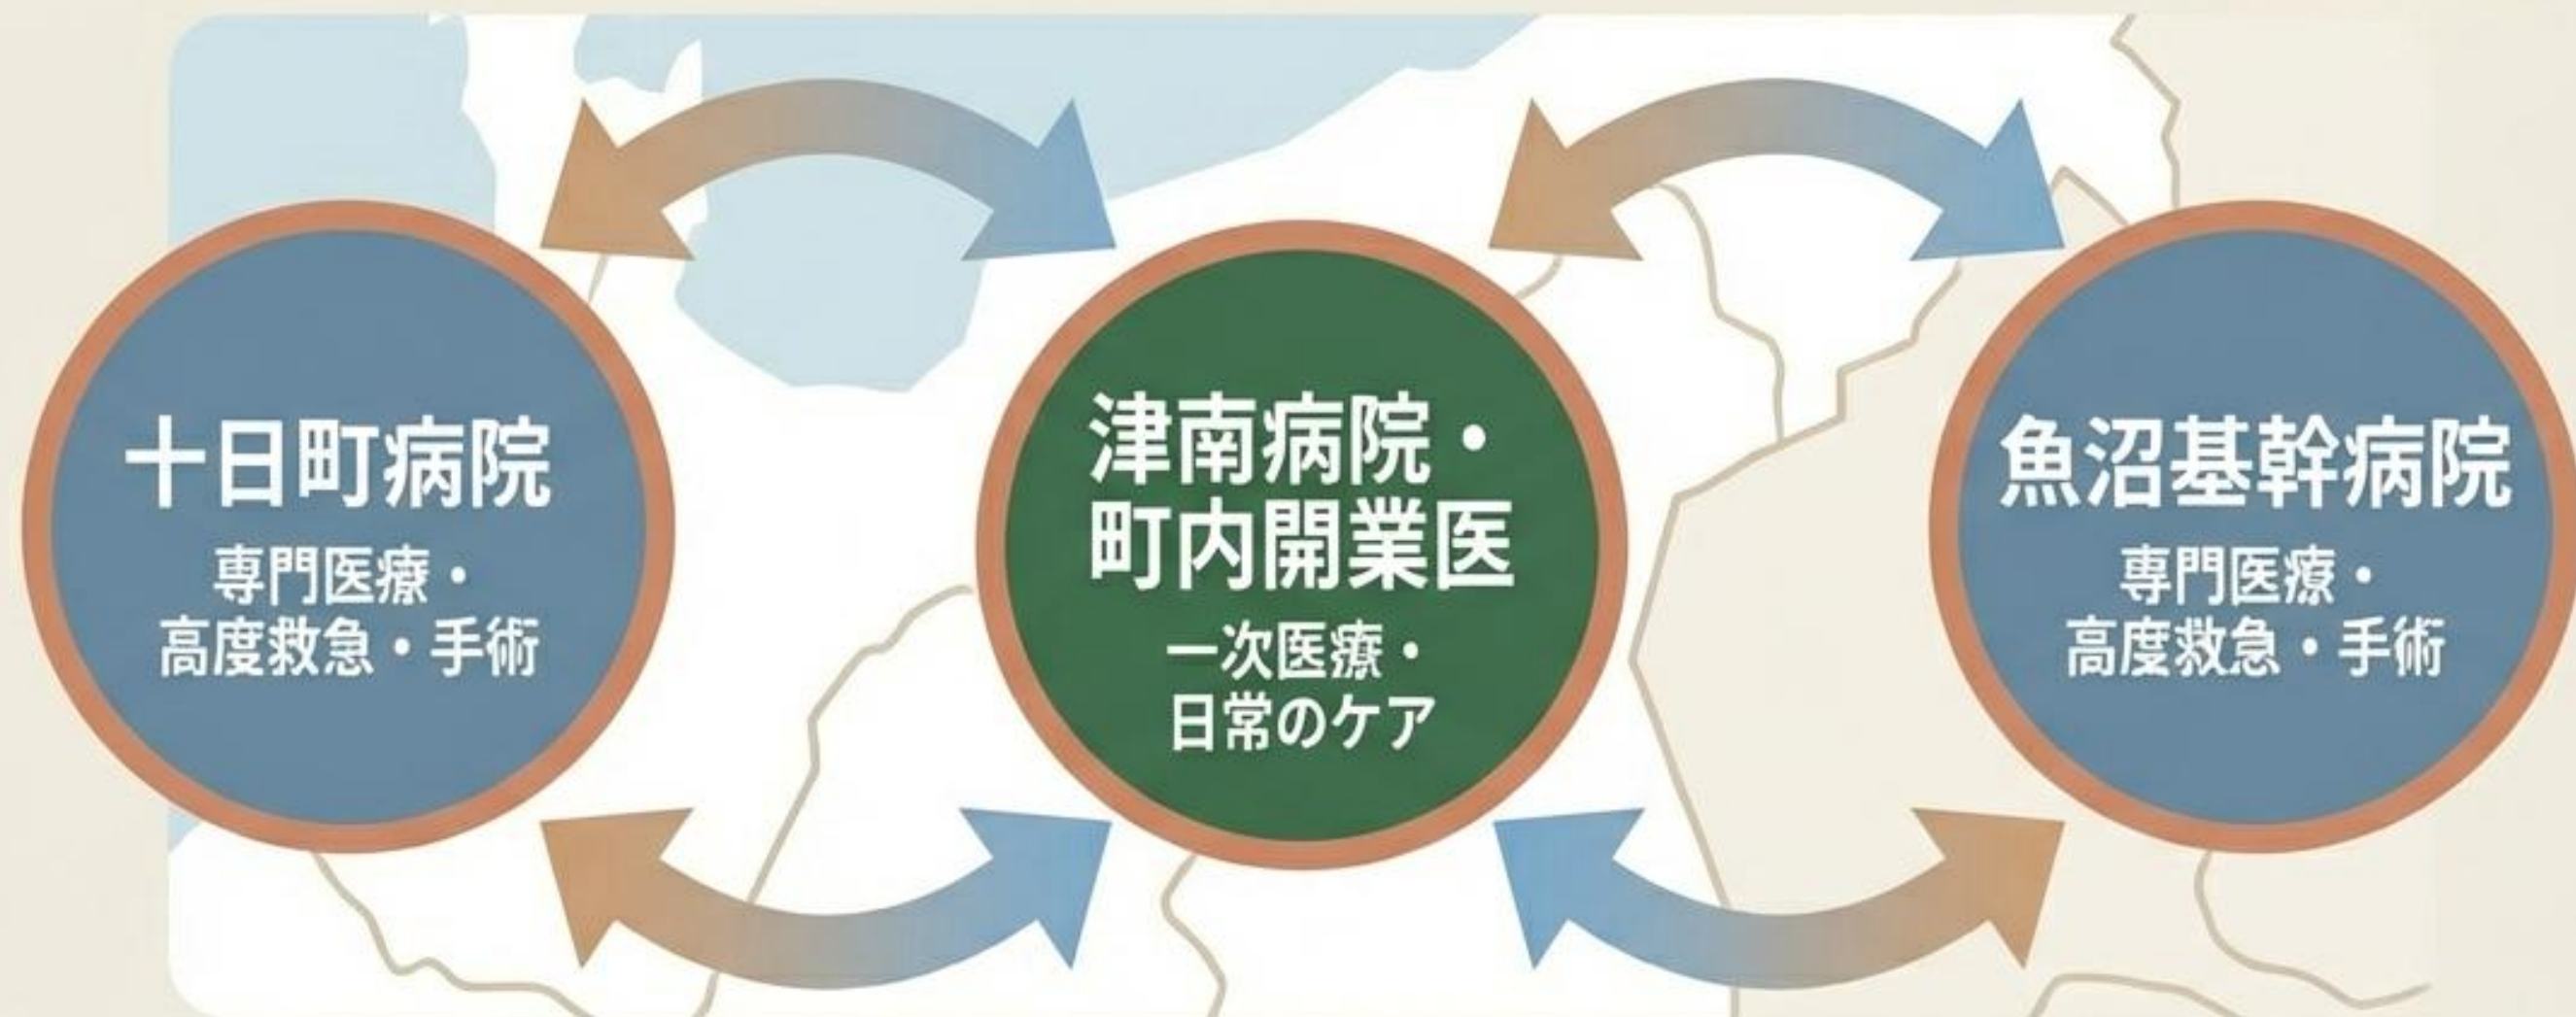 十日町病院
専門医療・
高度救急・手術
津南病院・
町内開業医
一次医療・
日常のケア
魚沼基幹病院
専門医療・
高度救急・手術